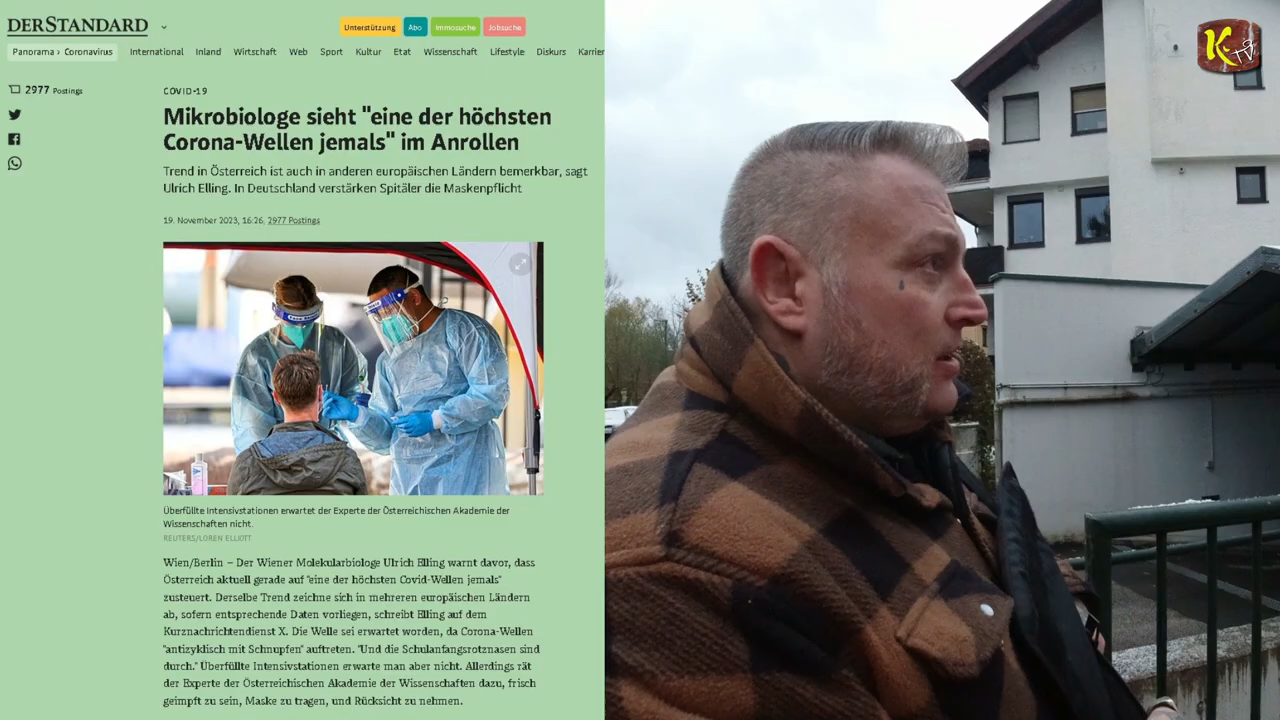 DERSTANDARD
Unterstützung Abo Immosuche Jobsuche
Panorama › Coronavirus International Inland Wirtschaft Web Sport Kultur Etat Wissenschaft Lifestyle Diskurs Karrier
2977 Postings
COVID-19
Mikrobiologe sieht "eine der höchsten
Corona-Wellen jemals" im Anrollen
Trend in Österreich ist auch in anderen europäischen Ländern bemerkbar, sagt
Ulrich Elling. In Deutschland verstärken Spitäler die Maskenpflicht
19. November 2023, 16:26, 2977 Postings
Überfüllte Intensivstationen erwartet der Experte der Österreichischen Akademie der
Wissenschaften nicht.
REUTERS/LOREN ELLIOTT
Wien/Berlin – Der Wiener Molekularbiologe Ulrich Elling warnt davor, dass
Österreich aktuell gerade auf "eine der höchsten Covid-Wellen jemals"
zusteuert. Derselbe Trend zeichne sich in mehreren europäischen Ländern
ab, sofern entsprechende Daten vorliegen, schreibt Elling auf dem
Kurznachrichtendienst X. Die Welle sei erwartet worden, da Corona-Wellen
"antizyklisch mit Schnupfen" auftreten. "Und die Schulanfangsrotznasen sind
durch." Überfüllte Intensivstationen erwarte man aber nicht. Allerdings rät
der Experte der Österreichischen Akademie der Wissenschaften dazu, frisch
geimpft zu sein, Maske zu tragen, und Rücksicht zu nehmen.
K TV